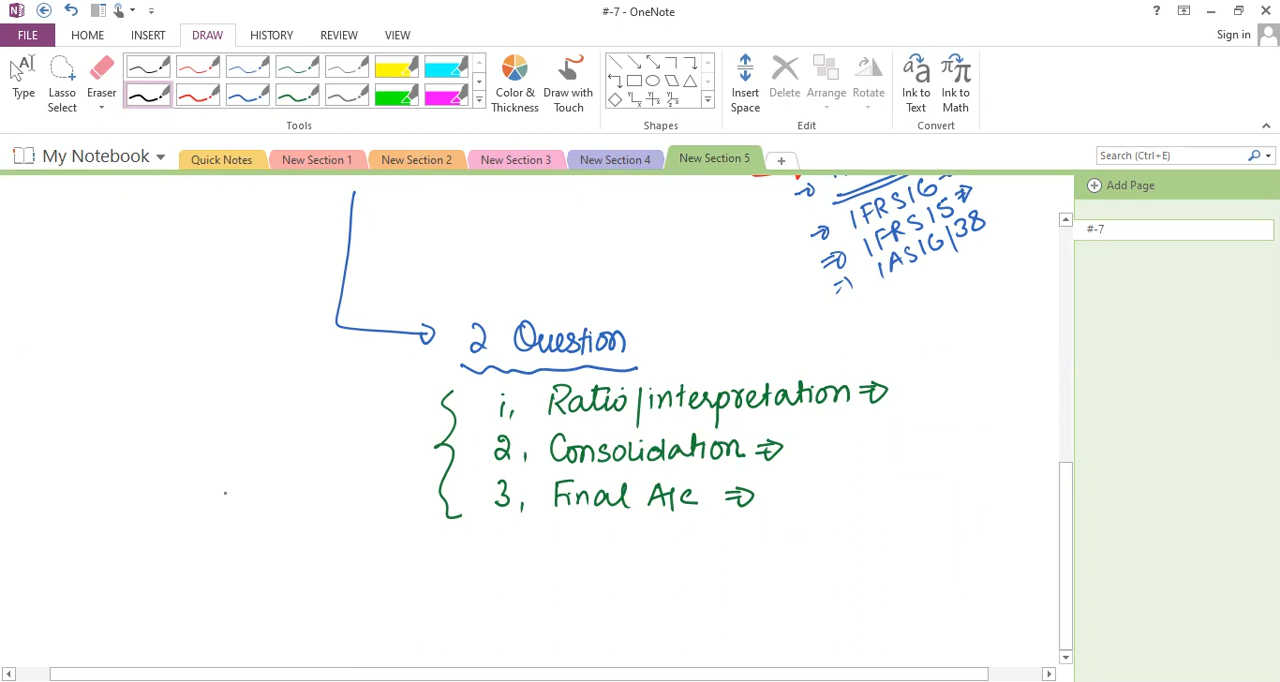 #-7 - OneNote
?
Sign in
FILE HOME INSERT DRAW HISTORY REVIEW VIEW
Type
Lasso Select
Eraser
Color & Thickness
Draw with Touch
Insert Space
Delete
Arrange
Rotate
Ink to Text
Ink to Math
Tools Shapes Edit Convert
My Notebook
Quick Notes New Section 1 New Section 2 New Section 3 New Section 4 New Section 5
Search (Ctrl+E)
Add Page
#-7
→ IFRS16 ⇒
→ IFRS15
⇒ IAS16/38
⇒
2 Question
i, Ratio/interpretation ⇒
2, Consolidation ⇒
3, Final A/c ⇒